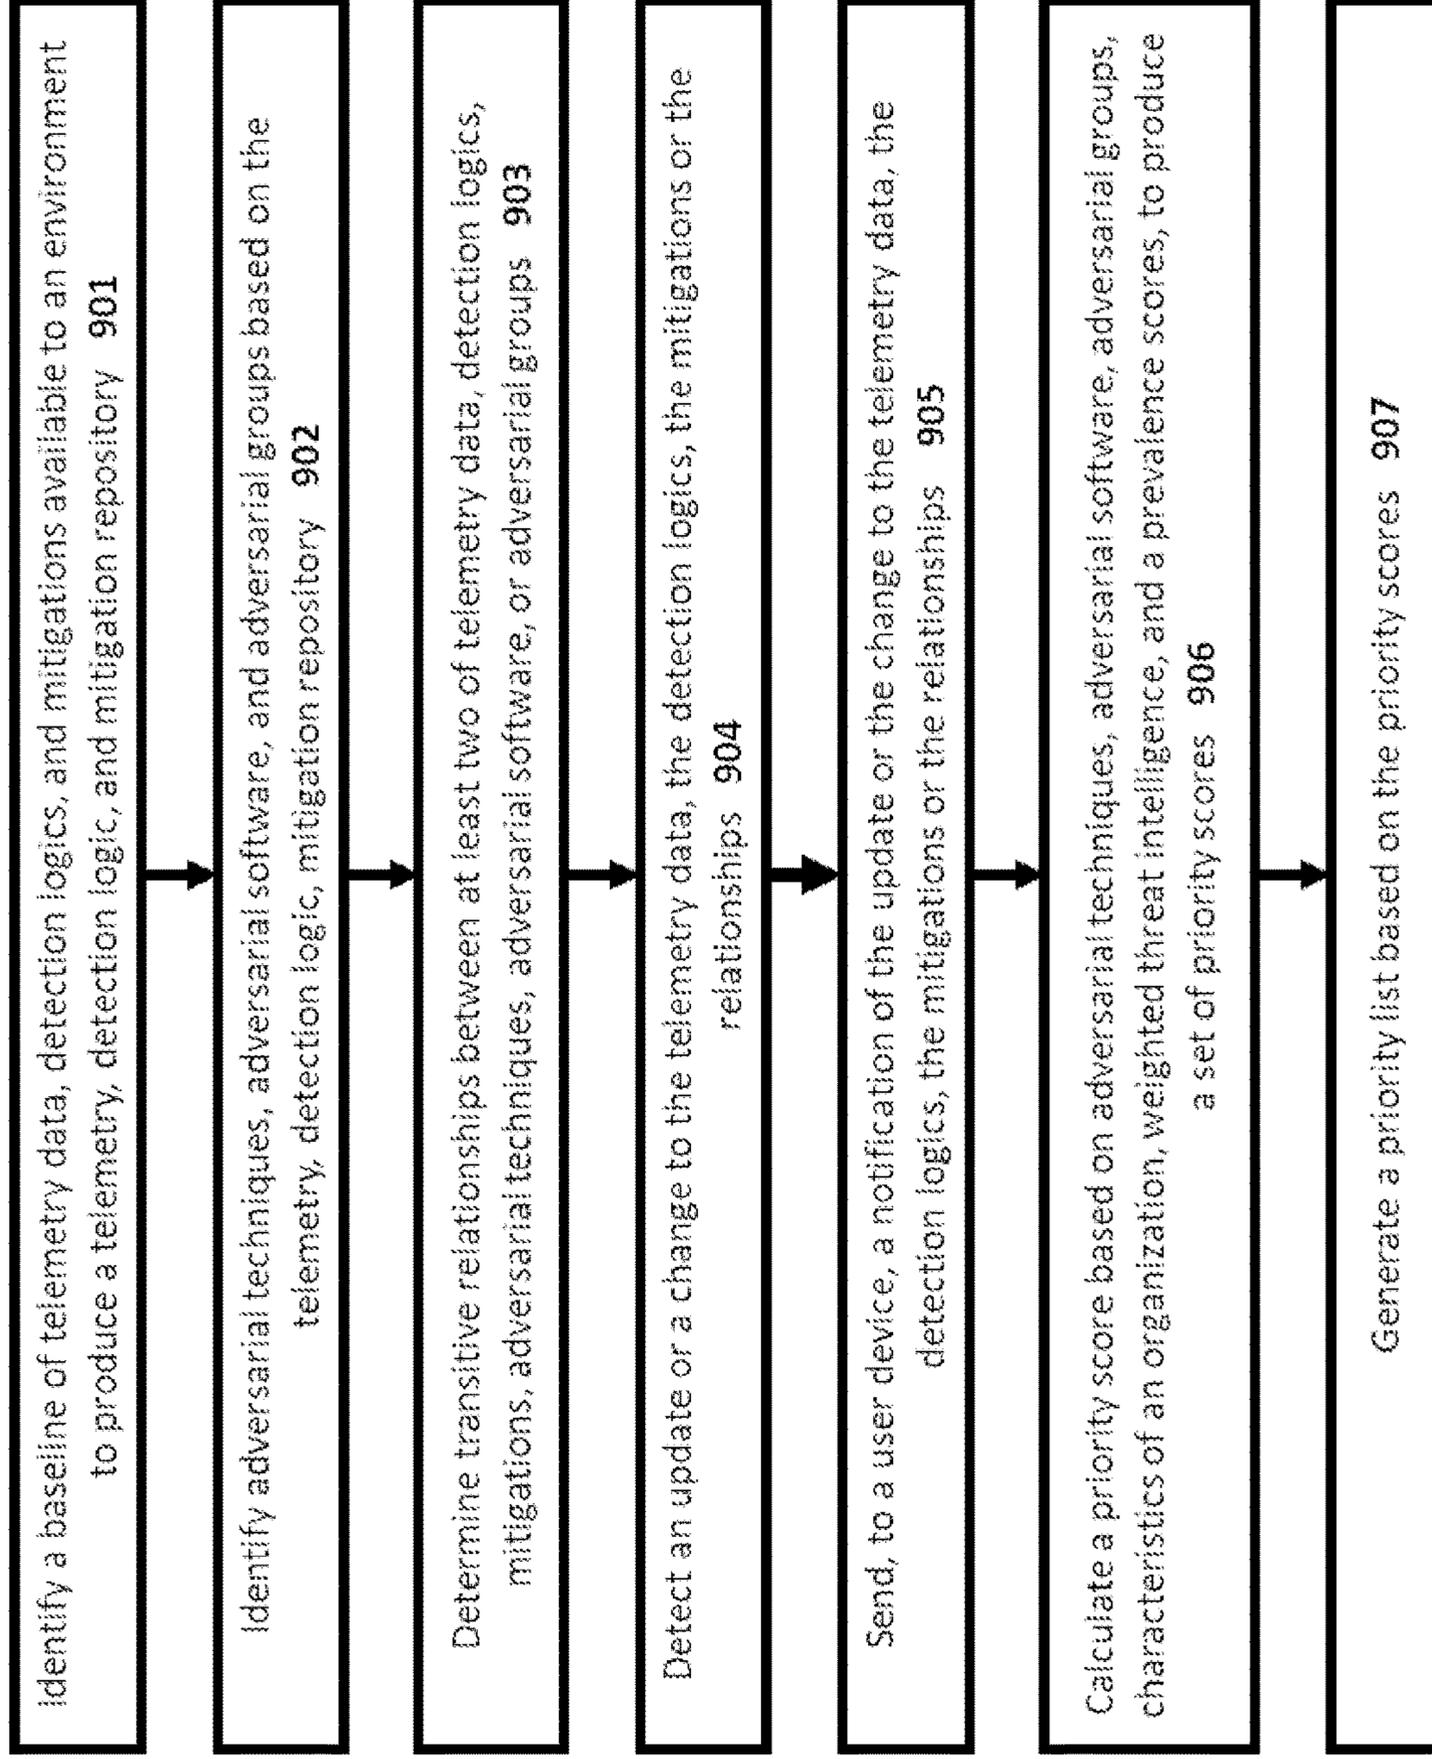 Identify a baseline of telemetry data, detection logics, and mitigations available to an environment
to produce a telemetry, detection logic, and mitigation repository 901
Identify adversarial techniques, adversarial software, and adversarial groups based on the
telemetry, detection logic, mitigation repository 902
Determine transitive relationships between at least two of telemetry data, detection logics,
mitigations, adversarial techniques, adversarial software, or adversarial groups 903
Detect an update or a change to the telemetry data, the detection logics, the mitigations or the
relationships 904
Send, to a user device, a notification of the update or the change to the telemetry data, the
detection logics, the mitigations or the relationships 905
Calculate a priority score based on adversarial techniques, adversarial software, adversarial groups,
characteristics of an organization, weighted threat intelligence, and a prevalence scores, to produce
a set of priority scores 906
Generate a priority list based on the priority scores 907